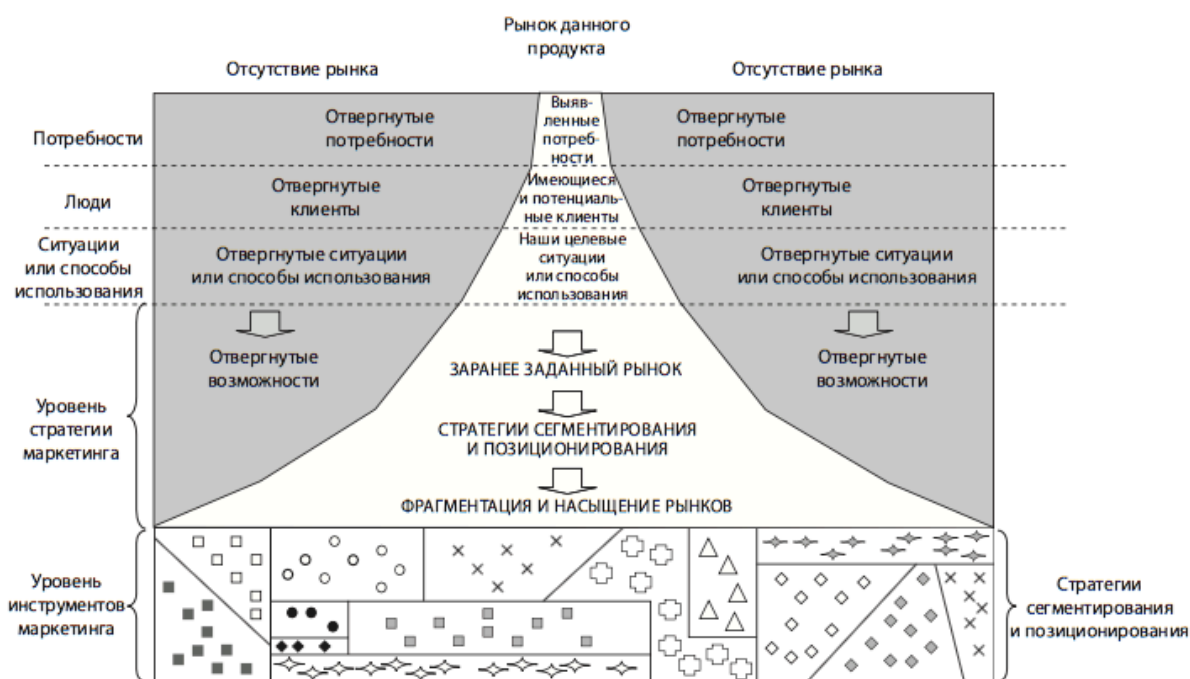 Рынок данного
продукта
Отсутствие рынка
Отсутствие рынка
Потребности
Отвергнутые
потребности
Выяв-
ленные
потреб-
ности
Отвергнутые
потребности
Люди
Отвергнутые
клиенты
Имеющиеся
и потенциаль-
ные клиенты
Отвергнутые
клиенты
Ситуации
или способы
использования
Отвергнутые ситуации
или способы использования
Наши целевые
ситуации
или способы
использования
Отвергнутые ситуации
или способы использования
Отвергнутые
возможности
ЗАРАНЕЕ ЗАДАННЫЙ РЫНОК
Отвергнутые
возможности
Уровень
стратегии
маркетинга
СТРАТЕГИИ СЕГМЕНТИРОВАНИЯ
И ПОЗИЦИОНИРОВАНИЯ
ФРАГМЕНТАЦИЯ И НАСЫЩЕНИЕ РЫНКОВ
Уровень
инструментов
маркетинга
Стратегии
сегментирования
и позиционирования